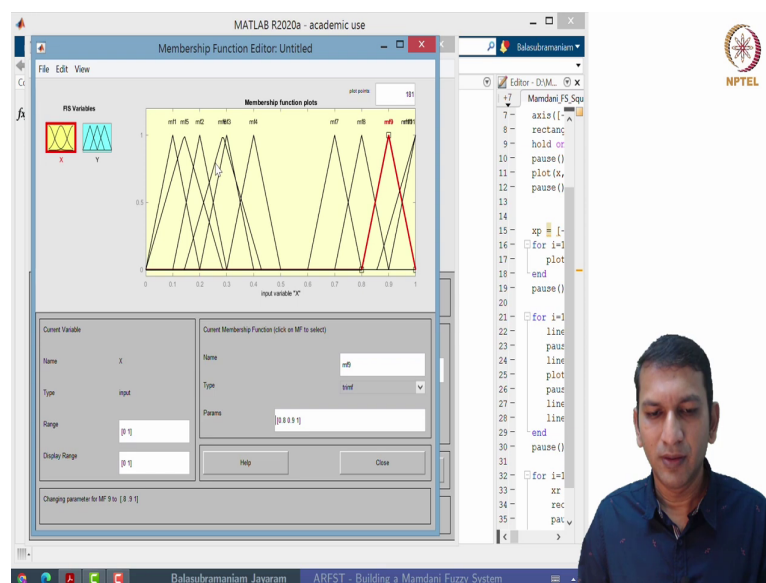 MATLAB R2020a - academic use
Membership Function Editor: Untitled
File Edit View
FIS Variables
X
Y
plot points:
181
Membership function plots
mf1 mf5 mf2 mf4 mf7 mf8 mf9
1
0.5
0
0 0.1 0.2 0.3 0.4 0.5 0.6 0.7 0.8 0.9 1
input variable "X"
Current Variable
Name X
Type input
Range [0 1]
Display Range [0 1]
Current Membership Function (click on MF to select)
Name mf9
Type trimf
Params [0.8 0.9 1]
Help
Close
Changing parameter for MF 9 to [.8 .9 1]
Balasubramaniam
Editor - D:\M...
+7 Mamdani_FS_Squ
7 - axis([-
8 - rectang
9 - hold on
10 - pause()
11 - plot(x,
12 - pause()
13
14
15 - xp = [-
16 - for i=1
17 - plot
18 - end
19 - pause()
20
21 - for i=1
22 - line
23 - paus
24 - line
25 - plot
26 - paus
27 - line
28 - line
29 - end
30 - pause()
31
32 - for i=1
33 - xr
34 - rec
35 - pau
NPTEL
Balasubramaniam Jayaram ARFST - Building a Mamdani Fuzzy System